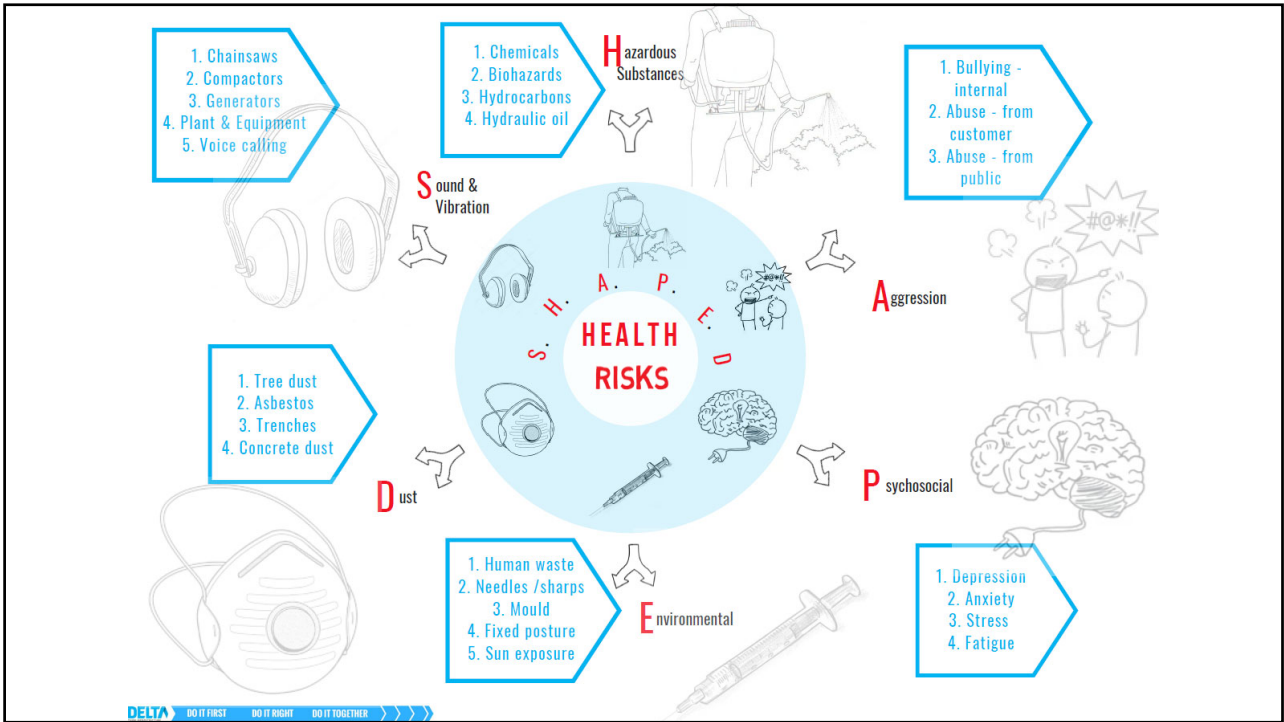 1. Chainsaws
2. Compactors
3. Generators
4. Plant & Equipment
5. Voice calling
Sound &
Vibration
1. Chemicals
2. Biohazards
3. Hydrocarbons
4. Hydraulic oil
Hazardous
Substances
1. Bullying -
internal
2. Abuse - from
customer
3. Abuse - from
public
#@*!!
Aggression
#@*!!
S. H. A. P. E. D
HEALTH
RISKS
1. Tree dust
2. Asbestos
3. Trenches
4. Concrete dust
Dust
Psychosocial
1. Human waste
2. Needles /sharps
3. Mould
4. Fixed posture
5. Sun exposure
Environmental
1. Depression
2. Anxiety
3. Stress
4. Fatigue
DELTA DO IT FIRST DO IT RIGHT DO IT TOGETHER